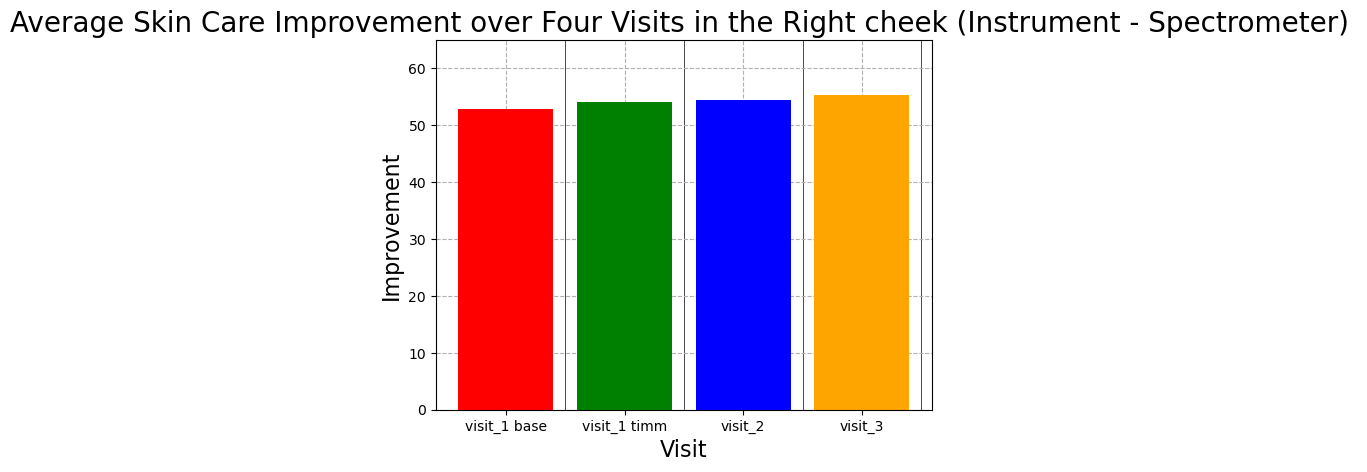 Average Skin Care Improvement over Four Visits in the Right cheek (Instrument - Spectrometer)
60
50
40
30
20
10
0
Improvement
visit_1 base
visit_1 timm
visit_2
visit_3
Visit